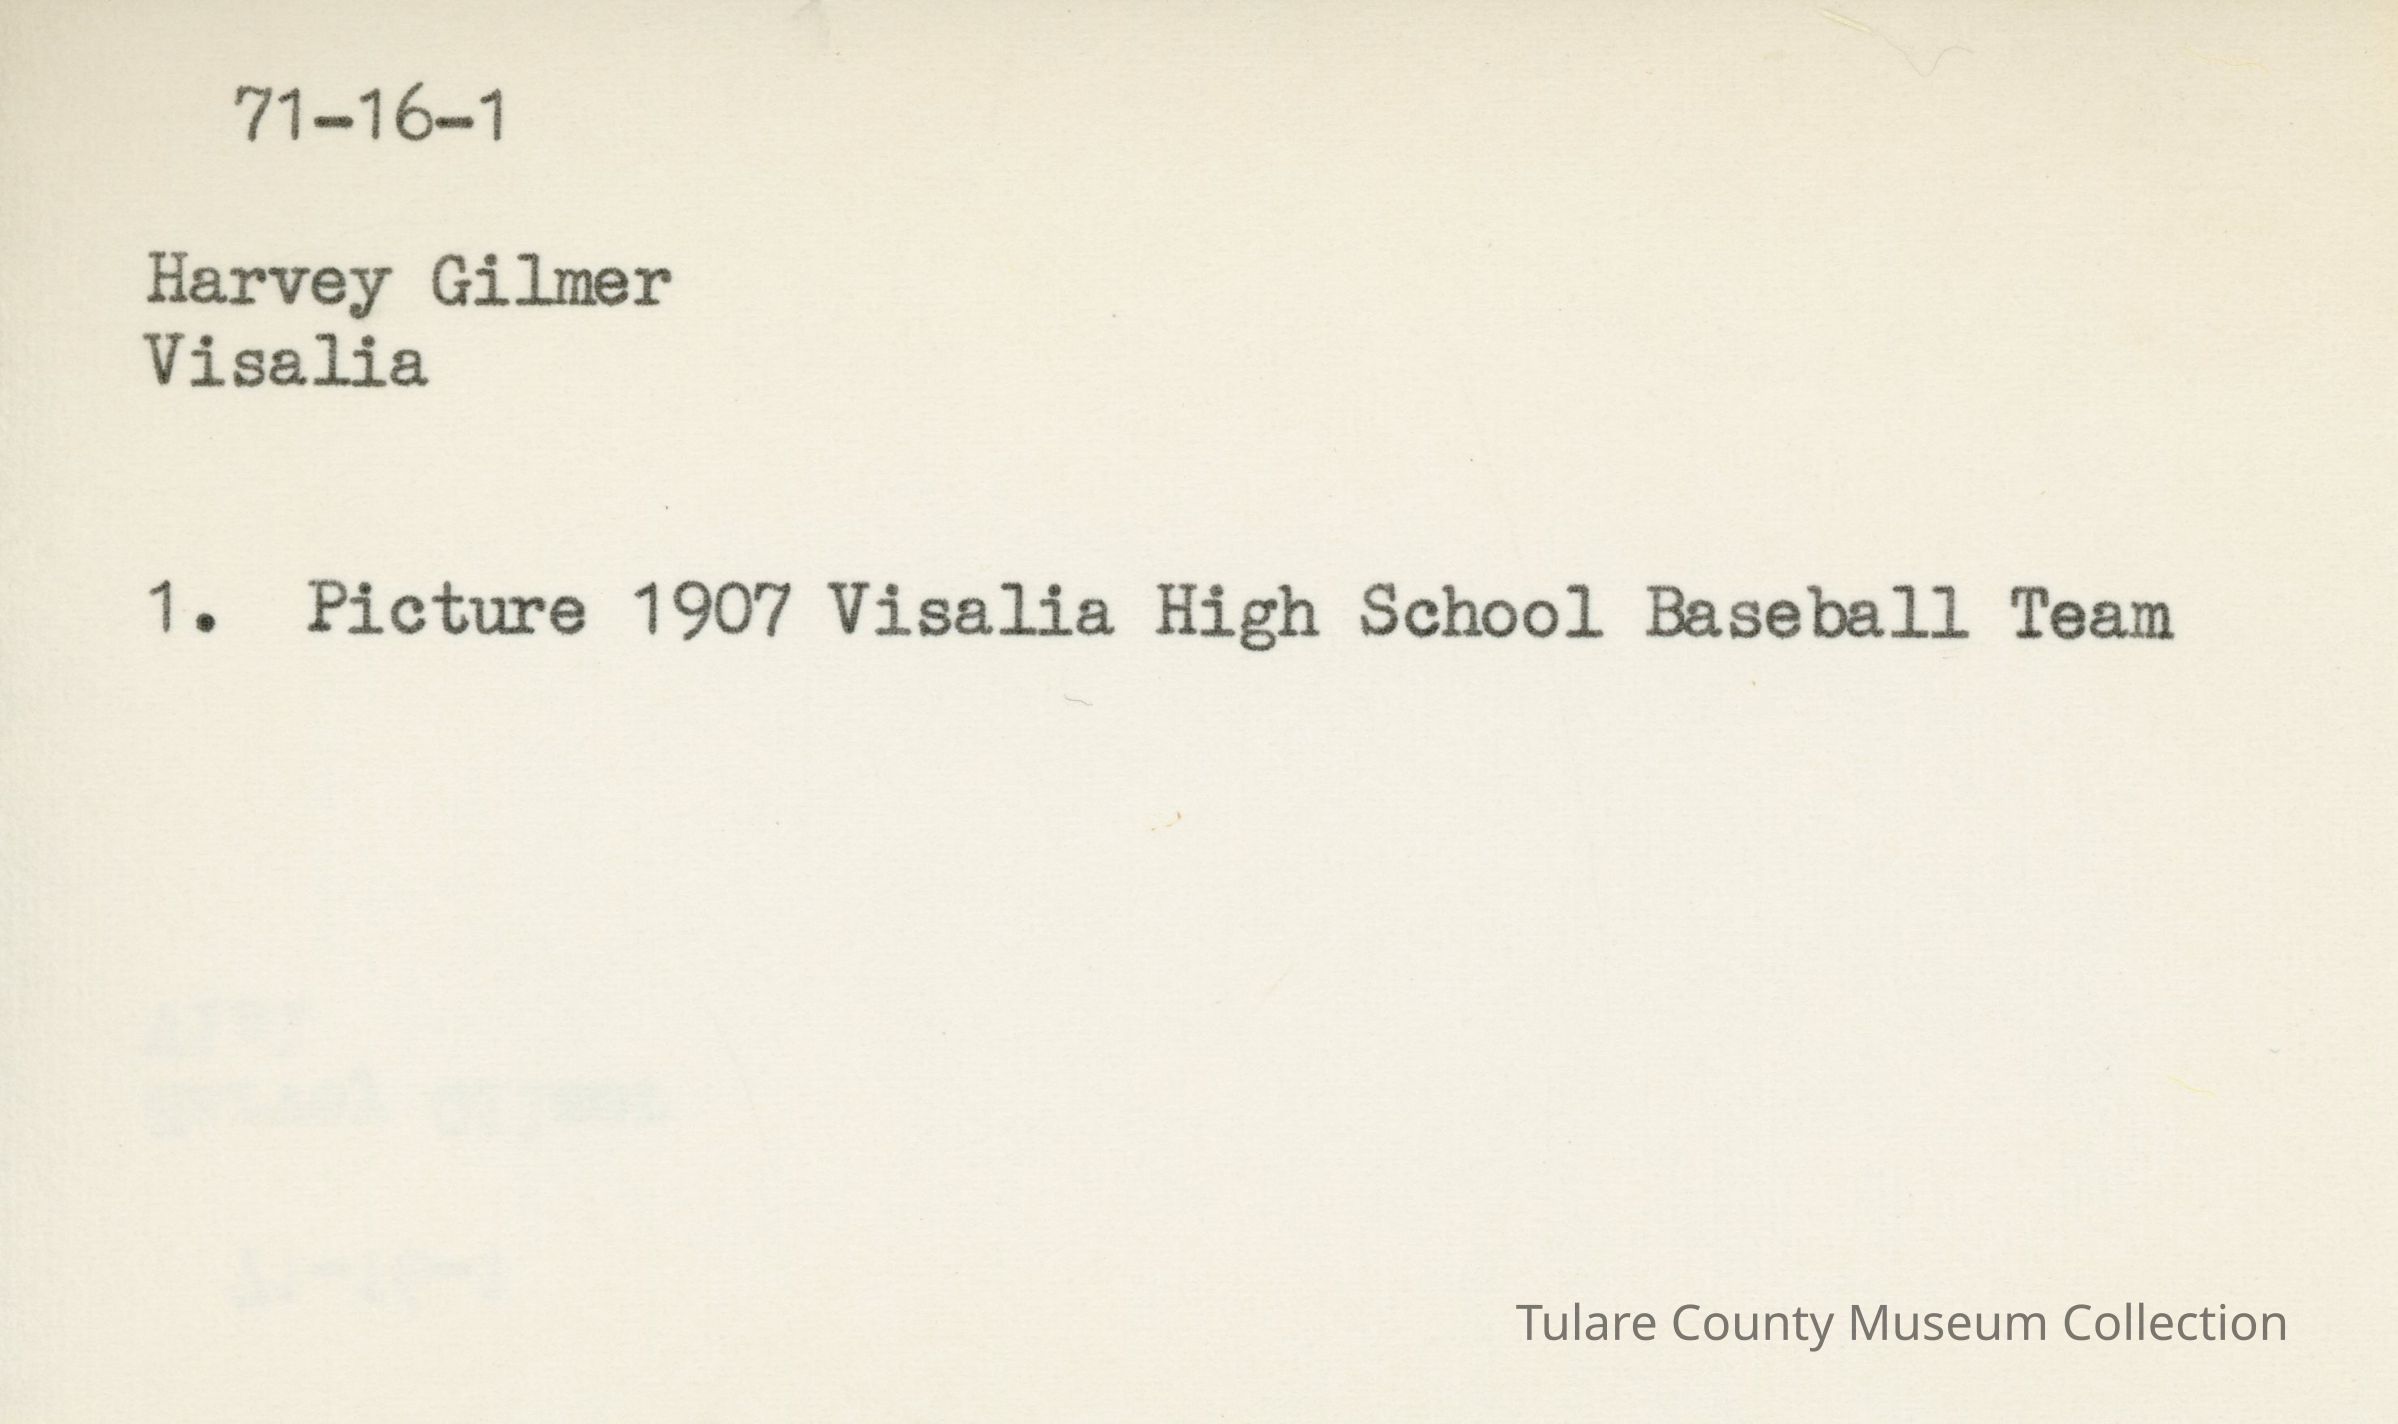 71-16-1
Harvey Gilmer
Visalia
1. Picture 1907 Visalia High School Baseball Team
Tulare County Museum Collection